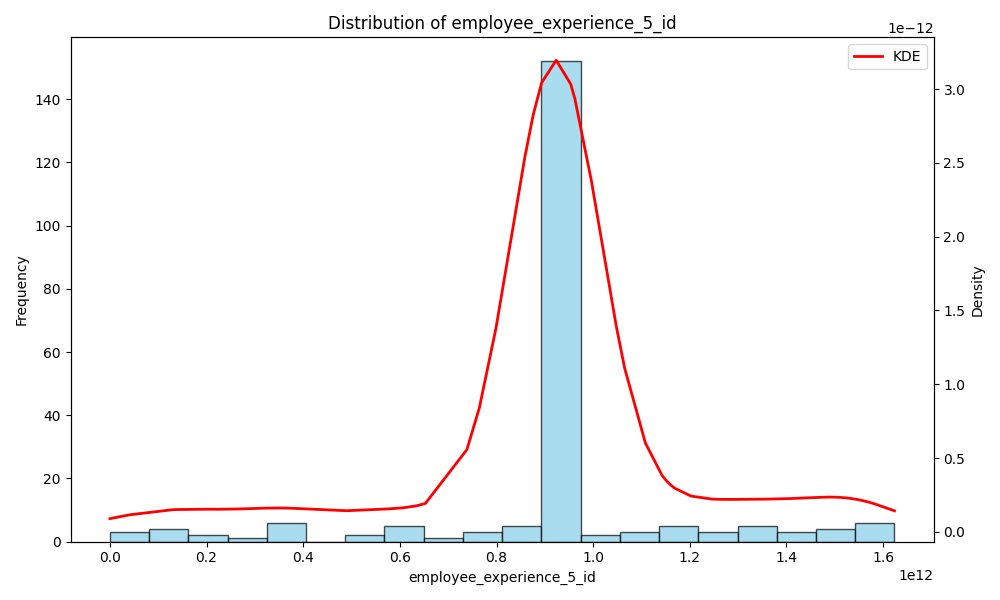 Distribution of employee_experience_5_id
1e−12
KDE
Frequency
0
20
40
60
80
100
120
140
Density
0.0
0.5
1.0
1.5
2.0
2.5
3.0
0.0 0.2 0.4 0.6 0.8 1.0 1.2 1.4 1.6
1e12
employee_experience_5_id